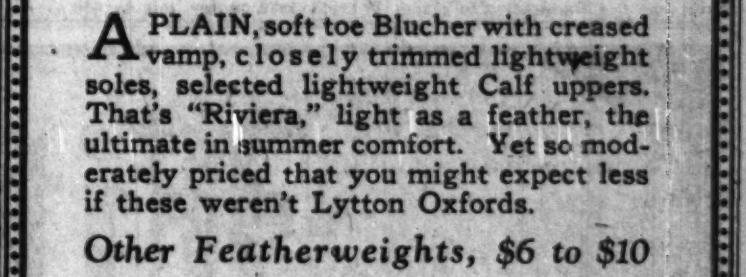 A PLAIN, soft toe Blucher with creased
vamp, closely trimmed lightweight
soles, selected lightweight Calf uppers.
That's "Riviera," light as a feather, the
ultimate in summer comfort. Yet so mod-
erately priced that you might expect less
if these weren't Lytton Oxfords.
Other Featherweights, $6 to $10